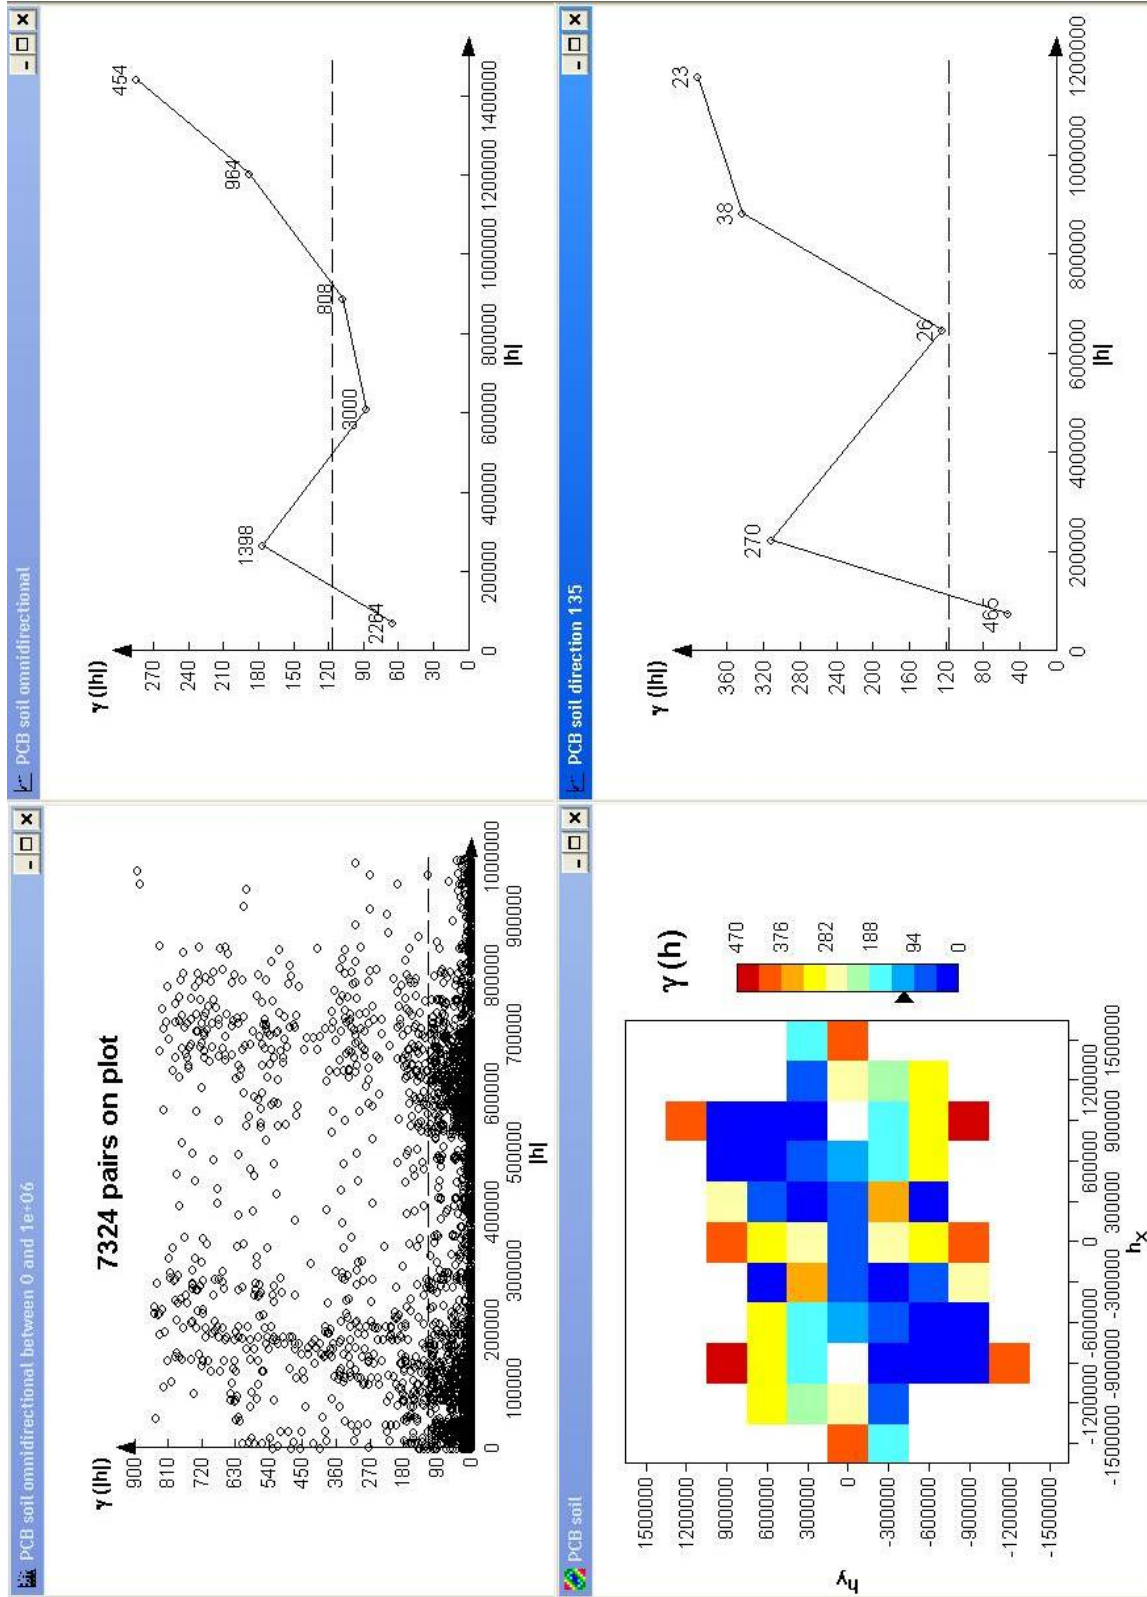 PCB soil omnidirectional between 0 and 1e+06
γ (|h|)
7324 pairs on plot
900
810
720
630
540
450
360
270
180
90
0
0 100000 200000 300000 400000 500000 600000 700000 800000 900000 1000000
|h|
PCB soil omnidirectional
γ (|h|)
270
240
210
180
150
120
90
60
30
0
2264 1398 3000 808 964 454
0 200000 400000 600000 800000 1000000 1200000 1400000
|h|
PCB soil
γ (h)
470
376
282
188
94
0
hy
1500000
1200000
900000
600000
300000
0
-300000
-600000
-900000
-1200000
-1500000
-1500000 -1200000 -900000 -600000 -300000 0 300000 600000 900000 1200000 1500000
hx
PCB soil direction 135
γ (|h|)
360
320
280
240
200
160
120
80
40
0
465 270 26 38 23
0 200000 400000 600000 800000 1000000 1200000
|h|